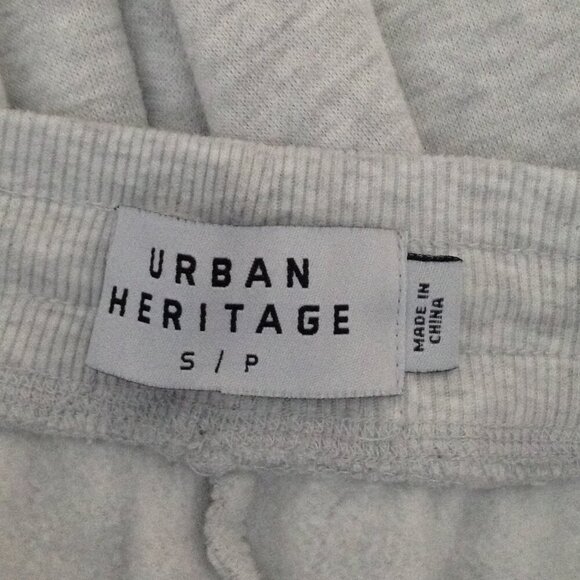 URBAN
HERITAGE
S / P
MADE IN
CHINA